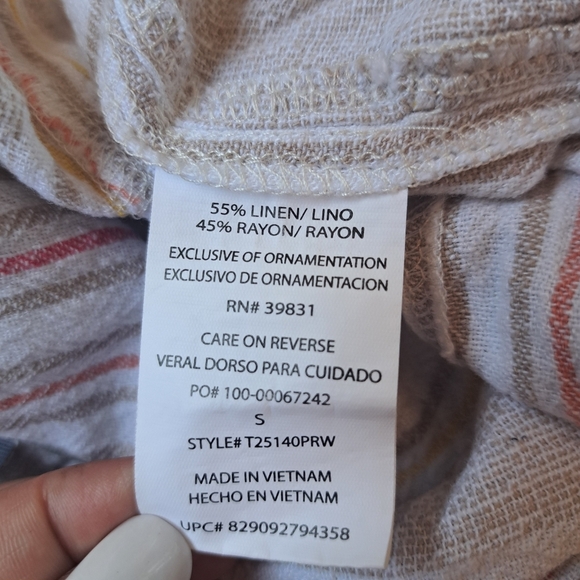 55% LINEN/ LINO
45% RAYON/ RAYON
EXCLUSIVE OF ORNAMENTATION
EXCLUSIVO DE ORNAMENTACION
RN# 39831
CARE ON REVERSE
VERAL DORSO PARA CUIDADO
PO# 100-00067242
S
STYLE# T25140PRW
MADE IN VIETNAM
HECHO EN VIETNAM
UPC# 829092794358